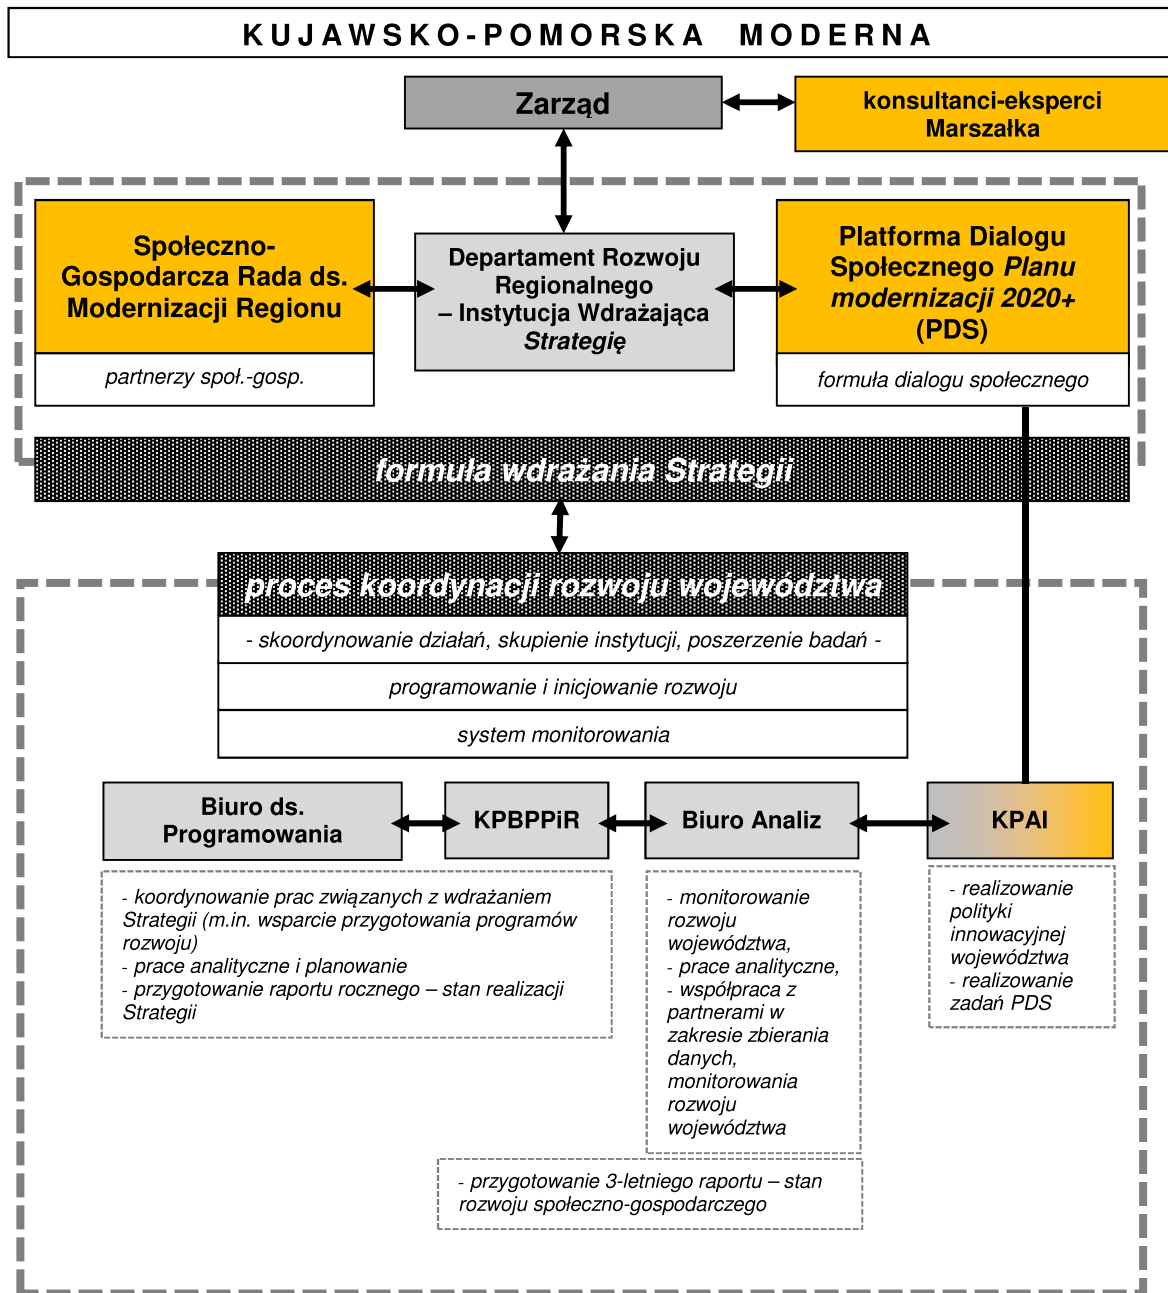 KUJAWSKO-POMORSKA MODERNA
Zarząd
konsultanci-eksperci
Marszałka
Społeczno-
Gospodarcza Rada ds.
Modernizacji Regionu
partnerzy społ.-gosp.
Departament Rozwoju
Regionalnego
– Instytucja Wdrażająca
Strategię
Platforma Dialogu
Społecznego Planu
modernizacji 2020+
(PDS)
formuła dialogu społecznego
formuła wdrażania Strategii
proces koordynacji rozwoju województwa
- skoordynowanie działań, skupienie instytucji, poszerzenie badań -
programowanie i inicjowanie rozwoju
system monitorowania
Biuro ds.
Programowania
KPBPPiR
Biuro Analiz
KPAI
- koordynowanie prac związanych z wdrażaniem
Strategii (m.in. wsparcie przygotowania programów
rozwoju)
- prace analityczne i planowanie
- przygotowanie raportu rocznego – stan realizacji
Strategii
- monitorowanie
rozwoju
województwa,
- prace analityczne,
- współpraca z
partnerami w
zakresie zbierania
danych,
monitorowania
rozwoju
województwa
- realizowanie
polityki
innowacyjnej
województwa
- realizowanie
zadań PDS
- przygotowanie 3-letniego raportu – stan
rozwoju społeczno-gospodarczego